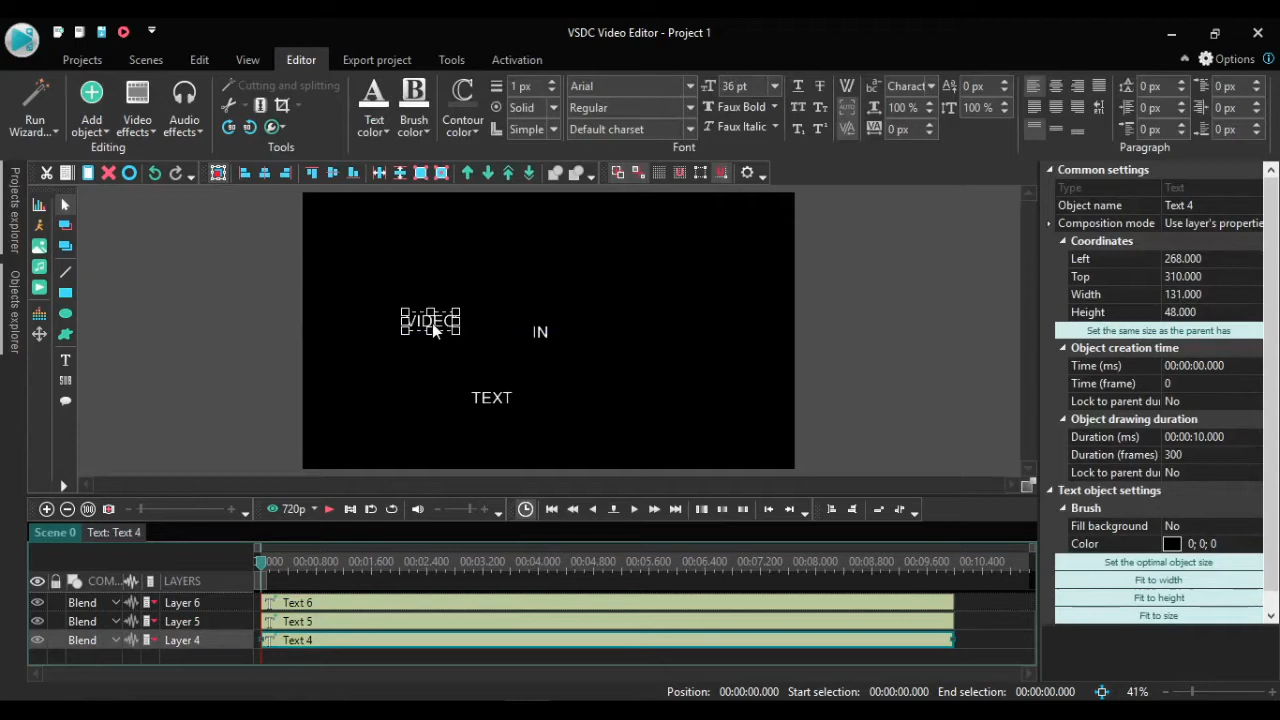 VSDC Video Editor - Project 1
Projects Scenes Edit View Editor Export project Tools Activation Options
Run Wizard... Add object Video effects Audio effects
Editing
Cutting and splitting
Tools
Text color Brush color Contour color
1 px
Solid
Simple
Arial 36 pt
Regular Faux Bold
Default charset Faux Italic
Charact 0 px
100 % 100 %
0 px
Font
0 px 0 px
0 px 0 px
0 px 0 px
Paragraph
Projects explorer
Objects explorer
IN
TEXT
Common settings
Type Text
Object name Text 4
Composition mode Use layer's propertie
Coordinates
Left 268.000
Top 310.000
Width 131.000
Height 48.000
Set the same size as the parent has
Object creation time
Time (ms) 00:00:00.000
Time (frame) 0
Lock to parent du No
Object drawing duration
Duration (ms) 00:00:10.000
Duration (frames) 300
Lock to parent du No
Text object settings
Brush
Fill background No
Color 0; 0; 0
Set the optimal object size
Fit to width
Fit to height
Fit to size
720p
Scene 0 Text: Text 4
000 00:00.800 00:01.600 00:02.400 00:03.200 00:04.000 00:04.800 00:05.600 00:06.400 00:07.200 00:08.000 00:08.800 00:09.600 00:10.400
COM... LAYERS
Blend Layer 6 Text 6
Blend Layer 5 Text 5
Blend Layer 4 Text 4
Position: 00:00:00.000 Start selection: 00:00:00.000 End selection: 00:00:00.000 41%